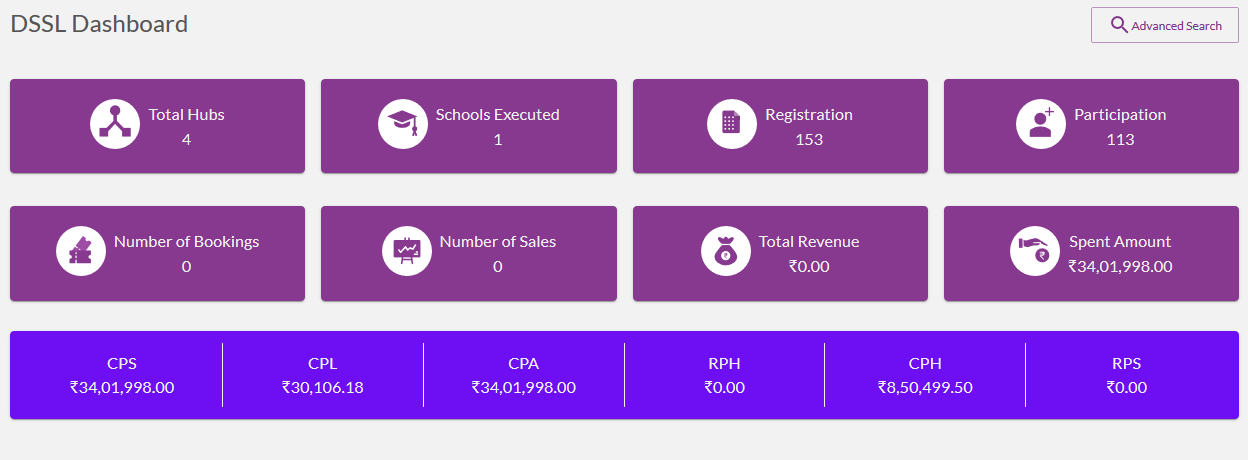 DSSL Dashboard
Advanced Search
Total Hubs
4
Schools Executed
1
Registration
153
Participation
113
Number of Bookings
0
Number of Sales
0
Total Revenue
₹0.00
Spent Amount
₹34,01,998.00
CPS
₹34,01,998.00
CPL
₹30,106.18
CPA
₹34,01,998.00
RPH
₹0.00
CPH
₹8,50,499.50
RPS
₹0.00